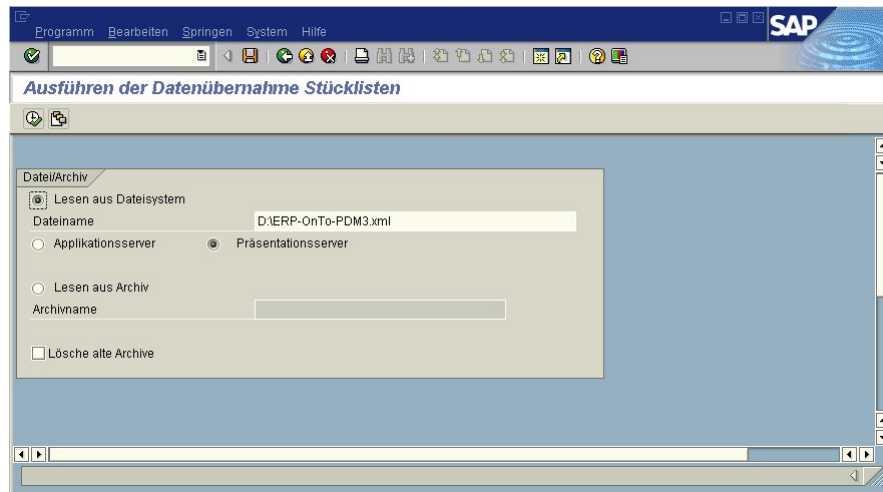 Programm Bearbeiten Springen System Hilfe
SAP
Ausführen der Datenübernahme Stücklisten
Datei/Archiv
Lesen aus Dateisystem
Dateiname D:\ERP-OnTo-PDM3.xml
Applikationsserver Präsentationsserver
Lesen aus Archiv
Archivname
Lösche alte Archive